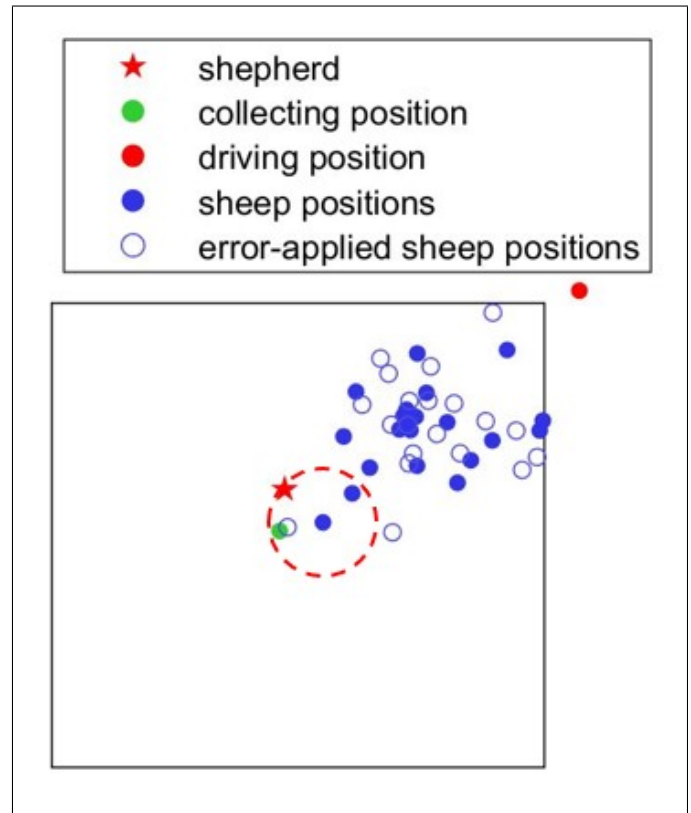 shepherd
collecting position
driving position
sheep positions
error-applied sheep positions